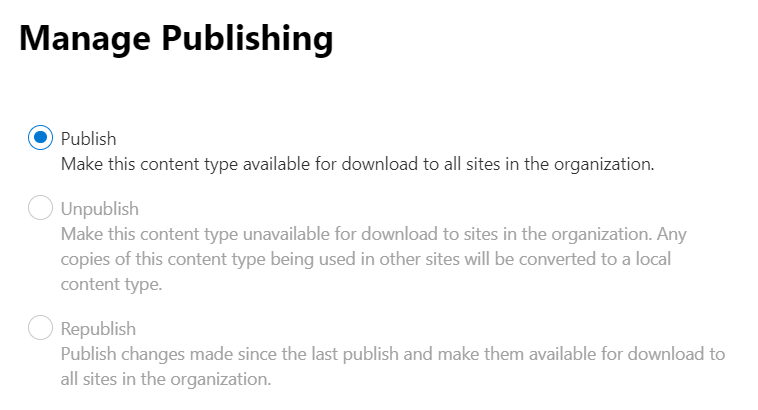 Manage Publishing
Publish
Make this content type available for download to all sites in the organization.
Unpublish
Make this content type unavailable for download to sites in the organization. Any
copies of this content type being used in other sites will be converted to a local
content type.
Republish
Publish changes made since the last publish and make them available for download to
all sites in the organization.